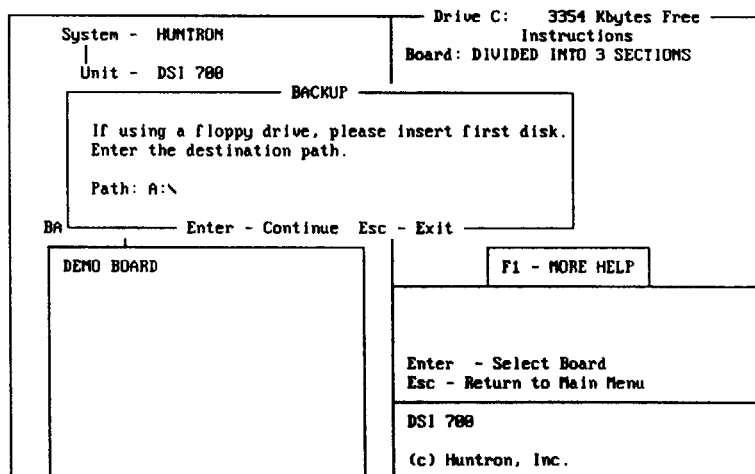 Drive C: 3354 Kbytes Free
System - HUNTRON
Instructions
Board: DIVIDED INTO 3 SECTIONS
Unit - DSI 700
BACKUP
If using a floppy drive, please insert first disk.
Enter the destination path.
Path: A:\
BA
Enter - Continue Esc - Exit
DEMO BOARD
F1 - MORE HELP
Enter - Select Board
Esc - Return to Main Menu
DSI 700
(c) Huntron, Inc.